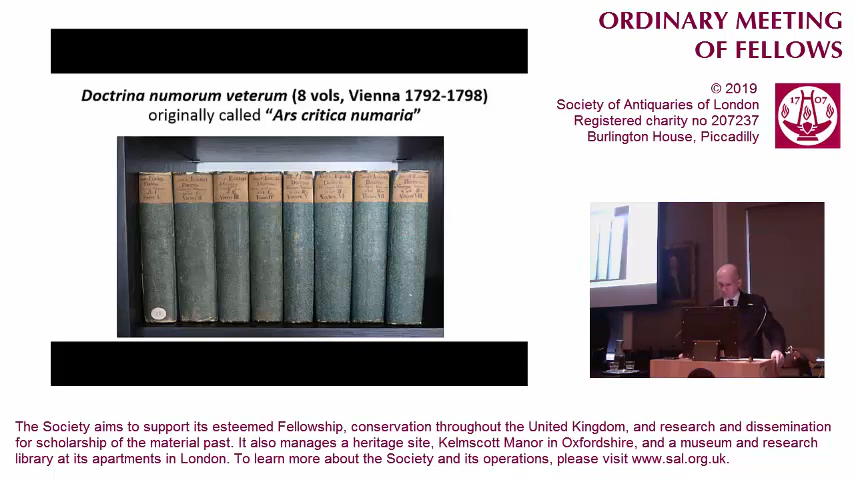 Doctrina numorum veterum (8 vols, Vienna 1792-1798)
originally called “Ars critica numaria”
ORDINARY MEETING
OF FELLOWS
© 2019
Society of Antiquaries of London
Registered charity no 207237
Burlington House, Piccadilly
1707
The Society aims to support its esteemed Fellowship, conservation throughout the United Kingdom, and research and dissemination
for scholarship of the material past. It also manages a heritage site, Kelmscott Manor in Oxfordshire, and a museum and research
library at its apartments in London. To learn more about the Society and its operations, please visit www.sal.org.uk.